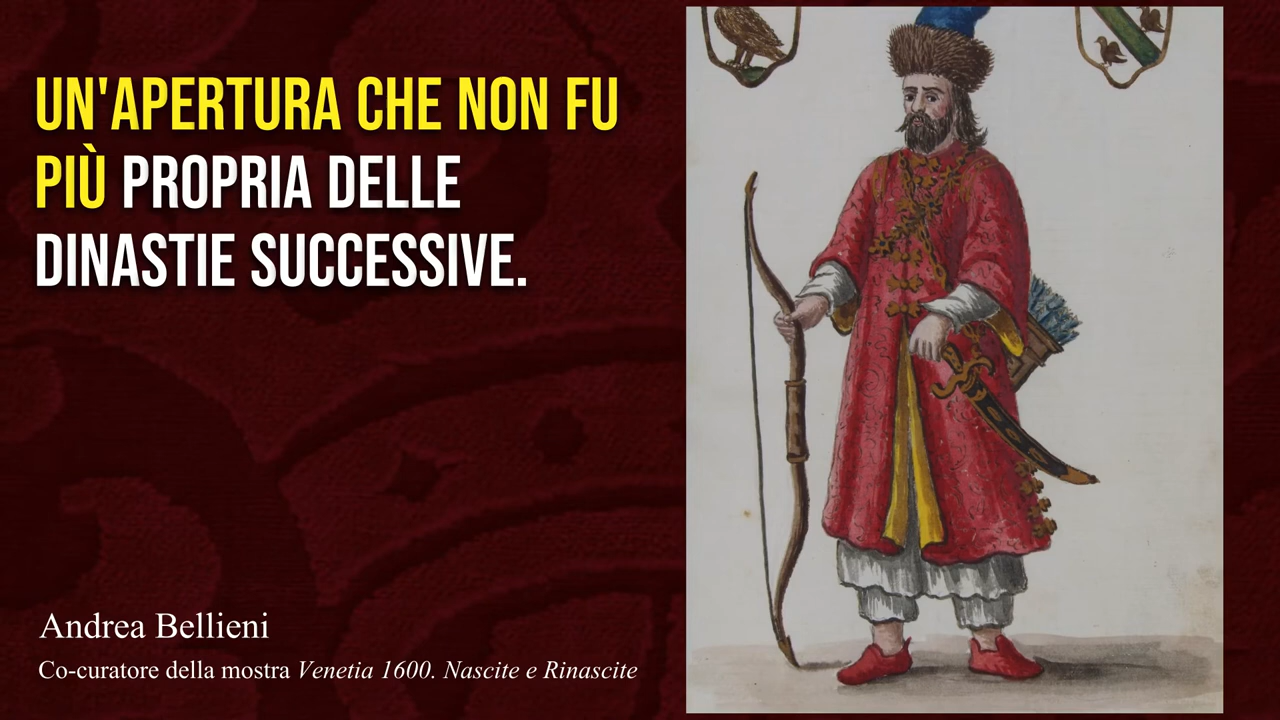 UN'APERTURA CHE NON FU
PIÙ PROPRIA DELLE
DINASTIE SUCCESSIVE.
Andrea Bellieni
Co-curatore della mostra Venetia 1600. Nascite e Rinascite